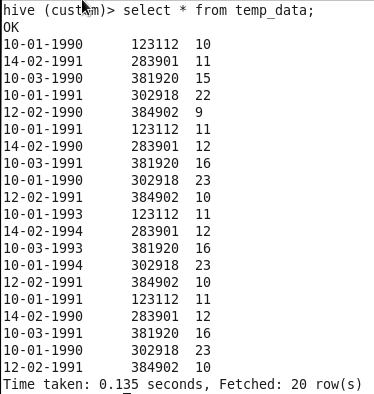 hive (custom)> select * from temp_data;
OK
10-01-1990 123112 10
14-02-1991 283901 11
10-03-1990 381920 15
10-01-1991 302918 22
12-02-1990 384902 9
10-01-1991 123112 11
14-02-1990 283901 12
10-03-1991 381920 16
10-01-1990 302918 23
12-02-1991 384902 10
10-01-1993 123112 11
14-02-1994 283901 12
10-03-1993 381920 16
10-01-1994 302918 23
12-02-1991 384902 10
10-01-1991 123112 11
14-02-1990 283901 12
10-03-1991 381920 16
10-01-1990 302918 23
12-02-1991 384902 10
Time taken: 0.135 seconds, Fetched: 20 row(s)